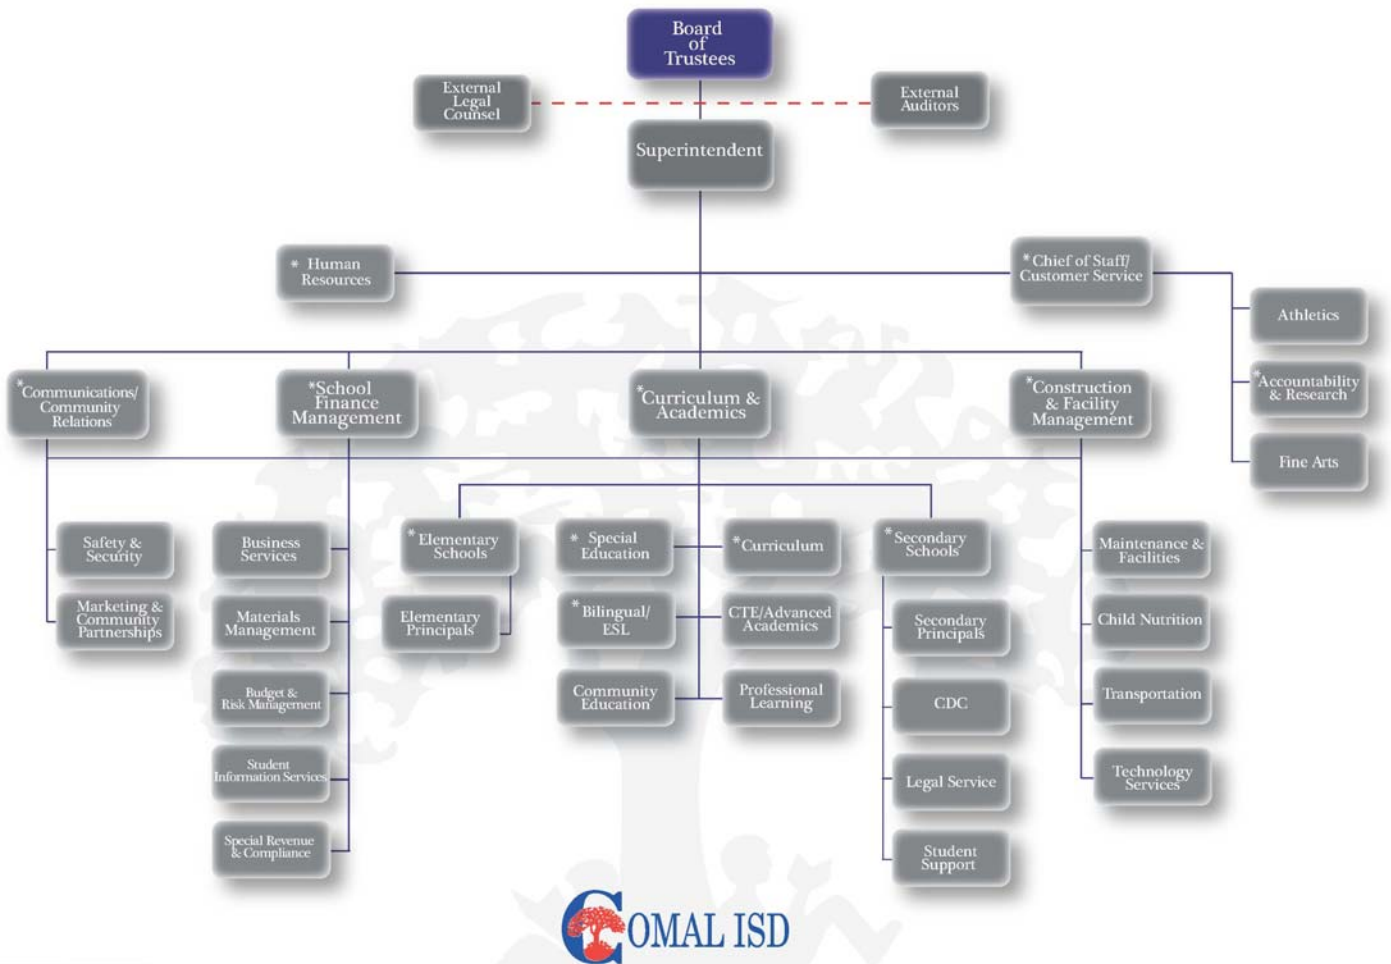 Board
of
Trustees
External
Legal
Counsel
External
Auditors
Superintendent
* Human
Resources
* Chief of Staff/
Customer Service
Athletics
* Accountability
& Research
Fine Arts
* Communications/
Community
Relations
*School
Finance
Management
*Curriculum &
Academics
*Construction
& Facility
Management
Safety &
Security
Marketing &
Community
Partnerships
Business
Services
Materials
Management
Budget &
Risk Management
Student
Information Services
Special Revenue
& Compliance
* Elementary
Schools
Elementary
Principals
* Special
Education
* Bilingual/
ESL
Community
Education
* Curriculum
CTE/Advanced
Academics
Professional
Learning
* Secondary
Schools
Secondary
Principals
CDC
Legal Service
Student
Support
Maintenance &
Facilities
Child Nutrition
Transportation
Technology
Services
COMAL ISD